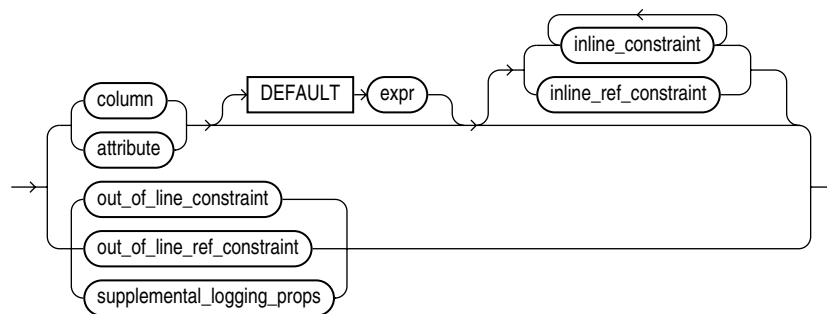 inline_constraint
column
DEFAULT
expr
inline_ref_constraint
attribute
out_of_line_constraint
out_of_line_ref_constraint
supplemental_logging_props